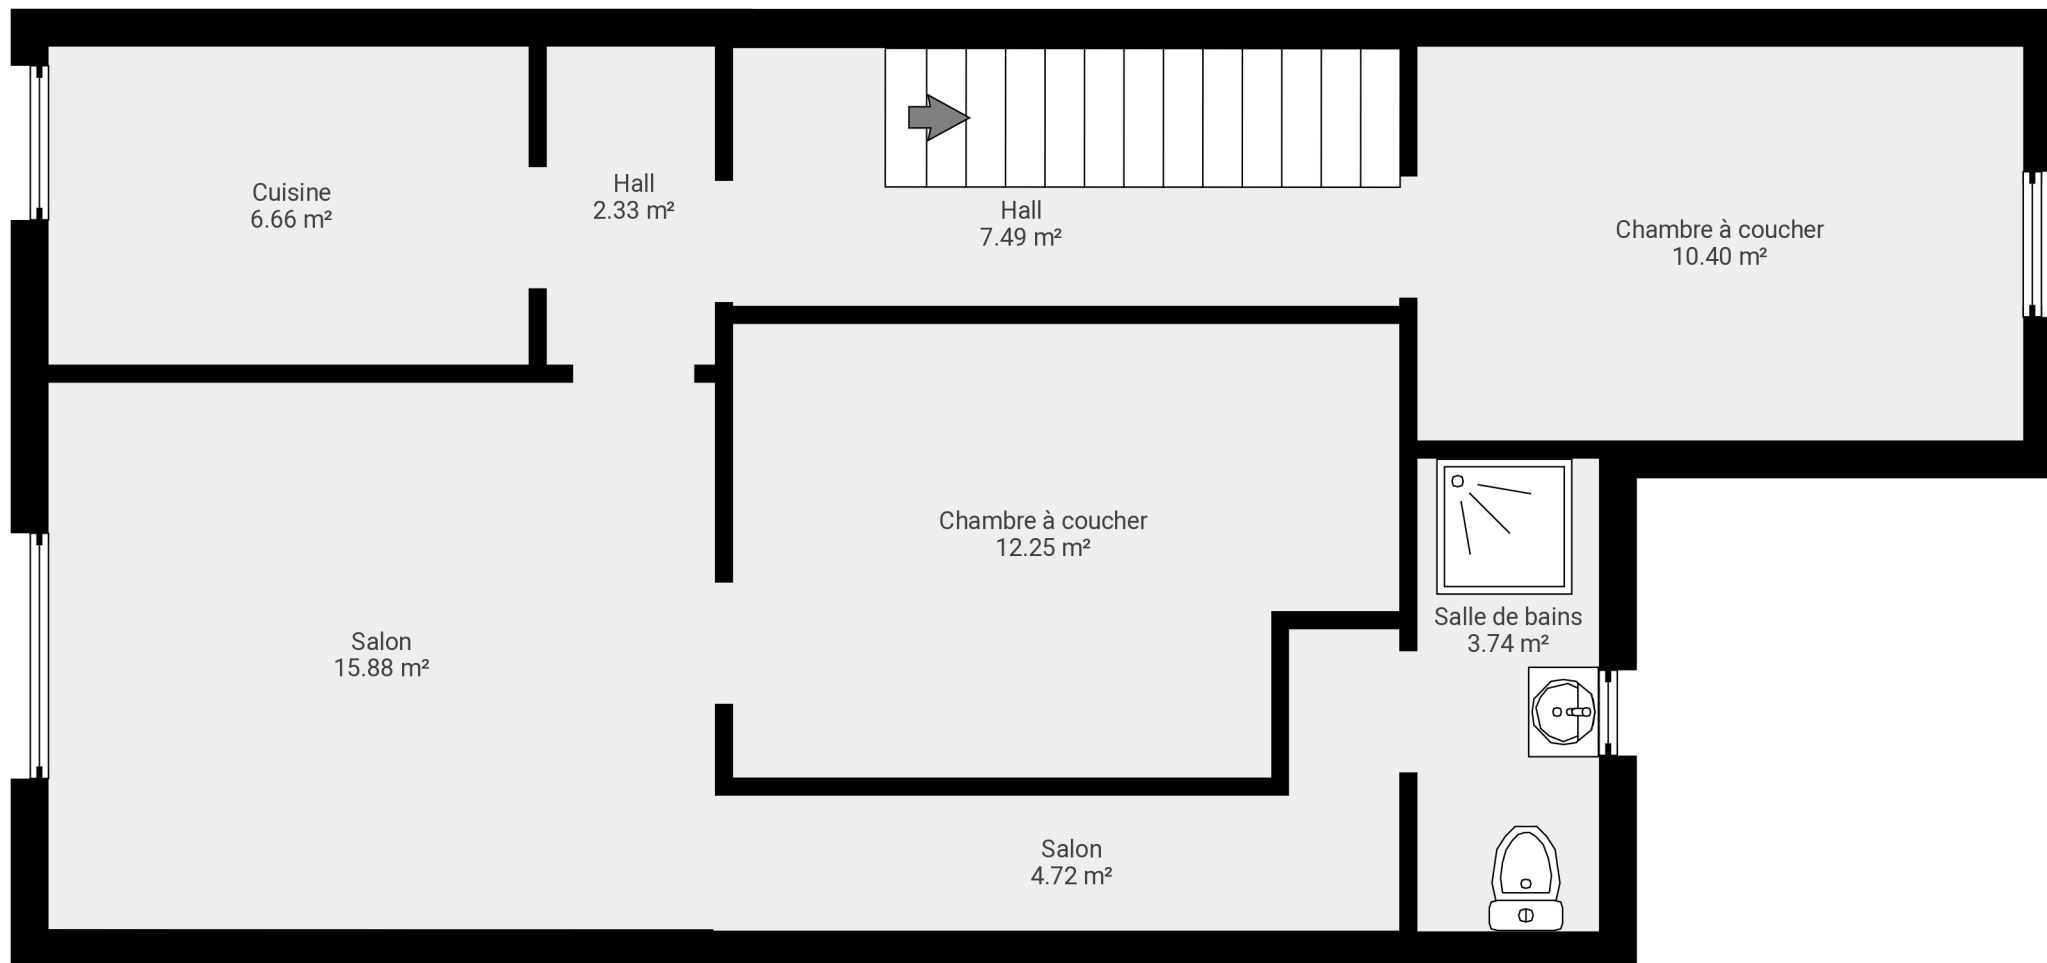 Cuisine
6.66 m²
Hall
2.33 m²
Hall
7.49 m²
Chambre à coucher
10.40 m²
Chambre à coucher
12.25 m²
Salle de bains
3.74 m²
Salon
15.88 m²
Salon
4.72 m²